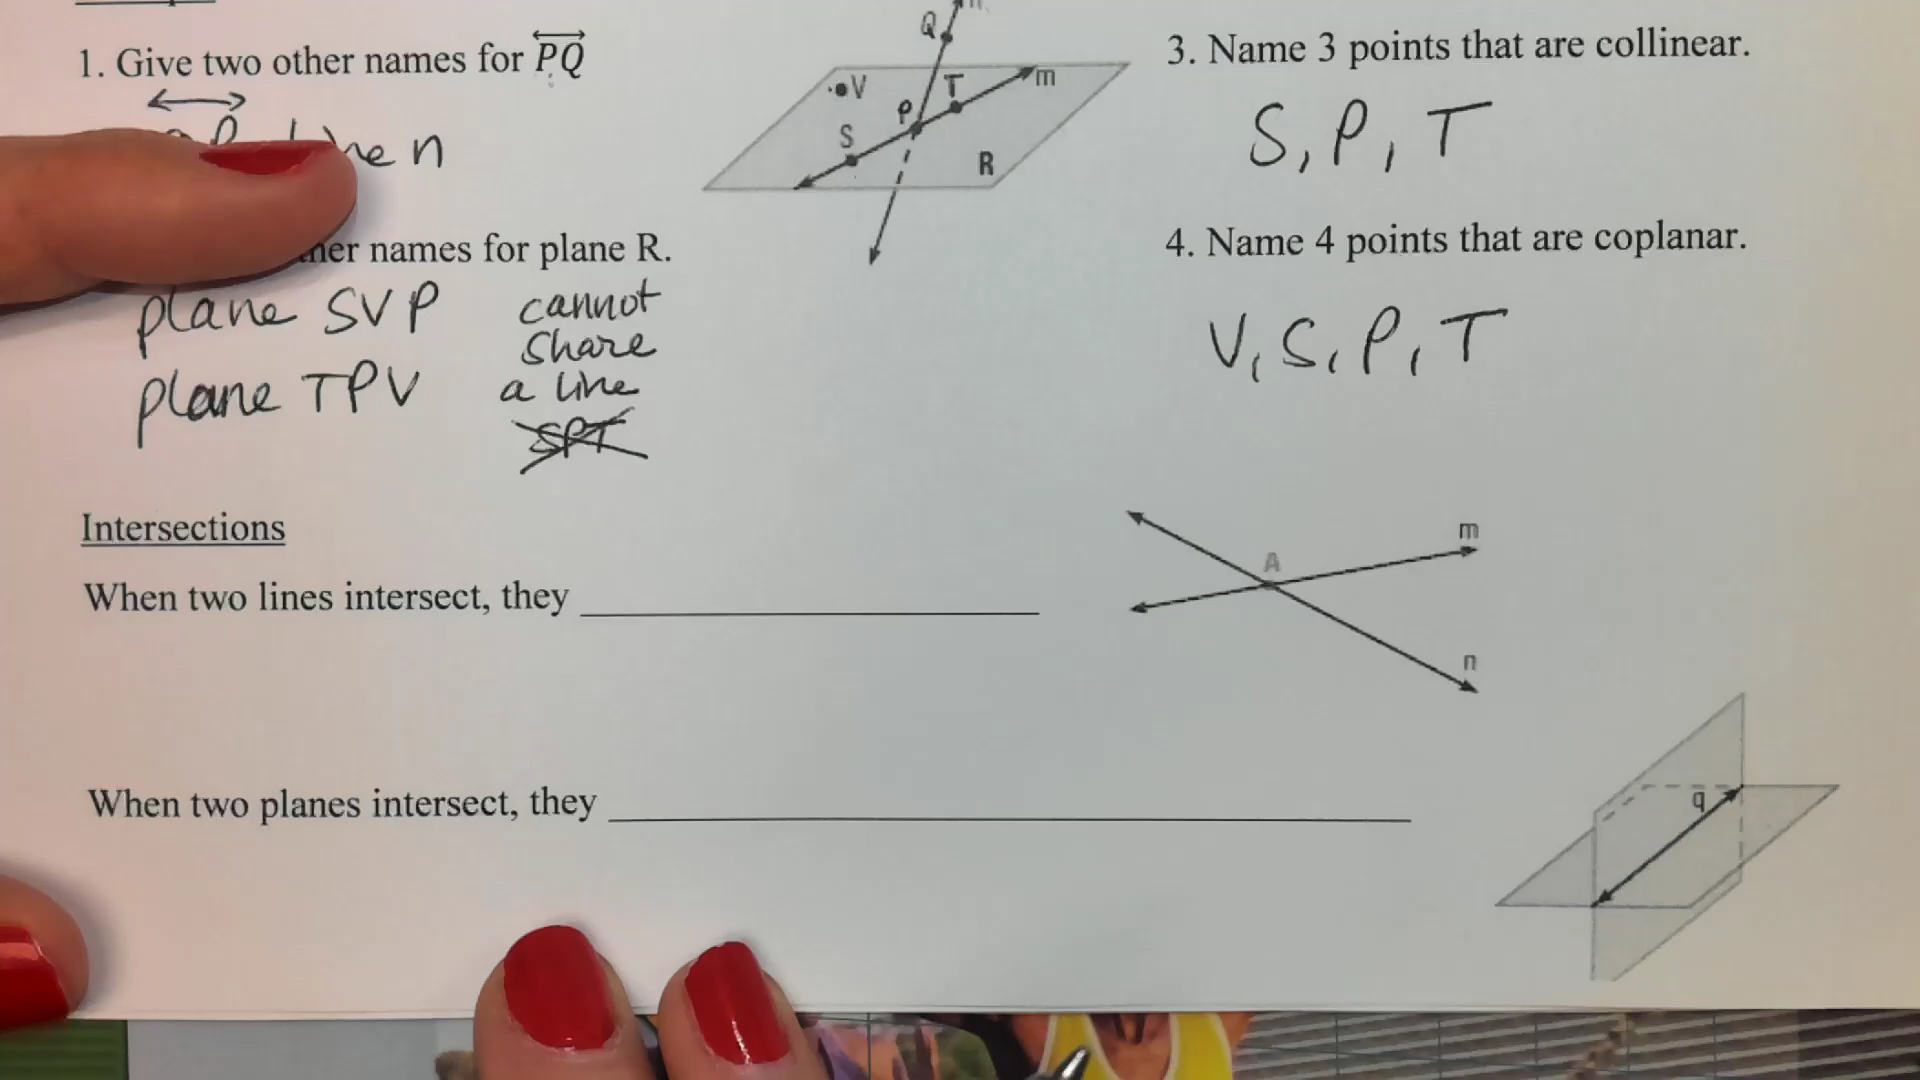 1. Give two other names for PQ
P line n
her names for plane R.
plane SVP
plane TPV
cannot
share
a line
SPT
Q
n
V
T
m
P
S
R
3. Name 3 points that are collinear.
S, P, T
4. Name 4 points that are coplanar.
V, S, P, T
Intersections
When two lines intersect, they
A
m
n
When two planes intersect, they
q